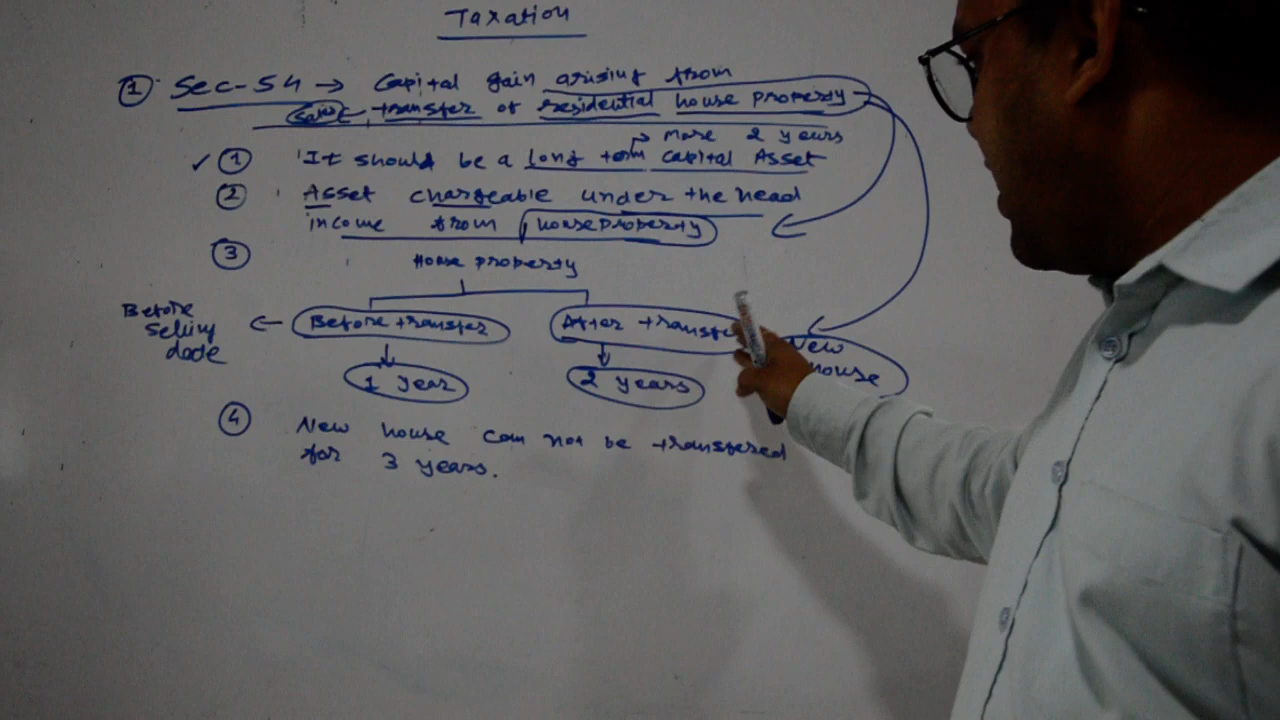 Taxation
① Sec-54 → Capital gain arising from
transfer of residential house property
→ More 2 years
✓ ① It should be a long term capital Asset
② Asset chargeable under the head
income from house property
③ House property
Before selling date ← Before transfer
After transfer
New house
1 year
2 years
④ New house can not be transfered
for 3 years.